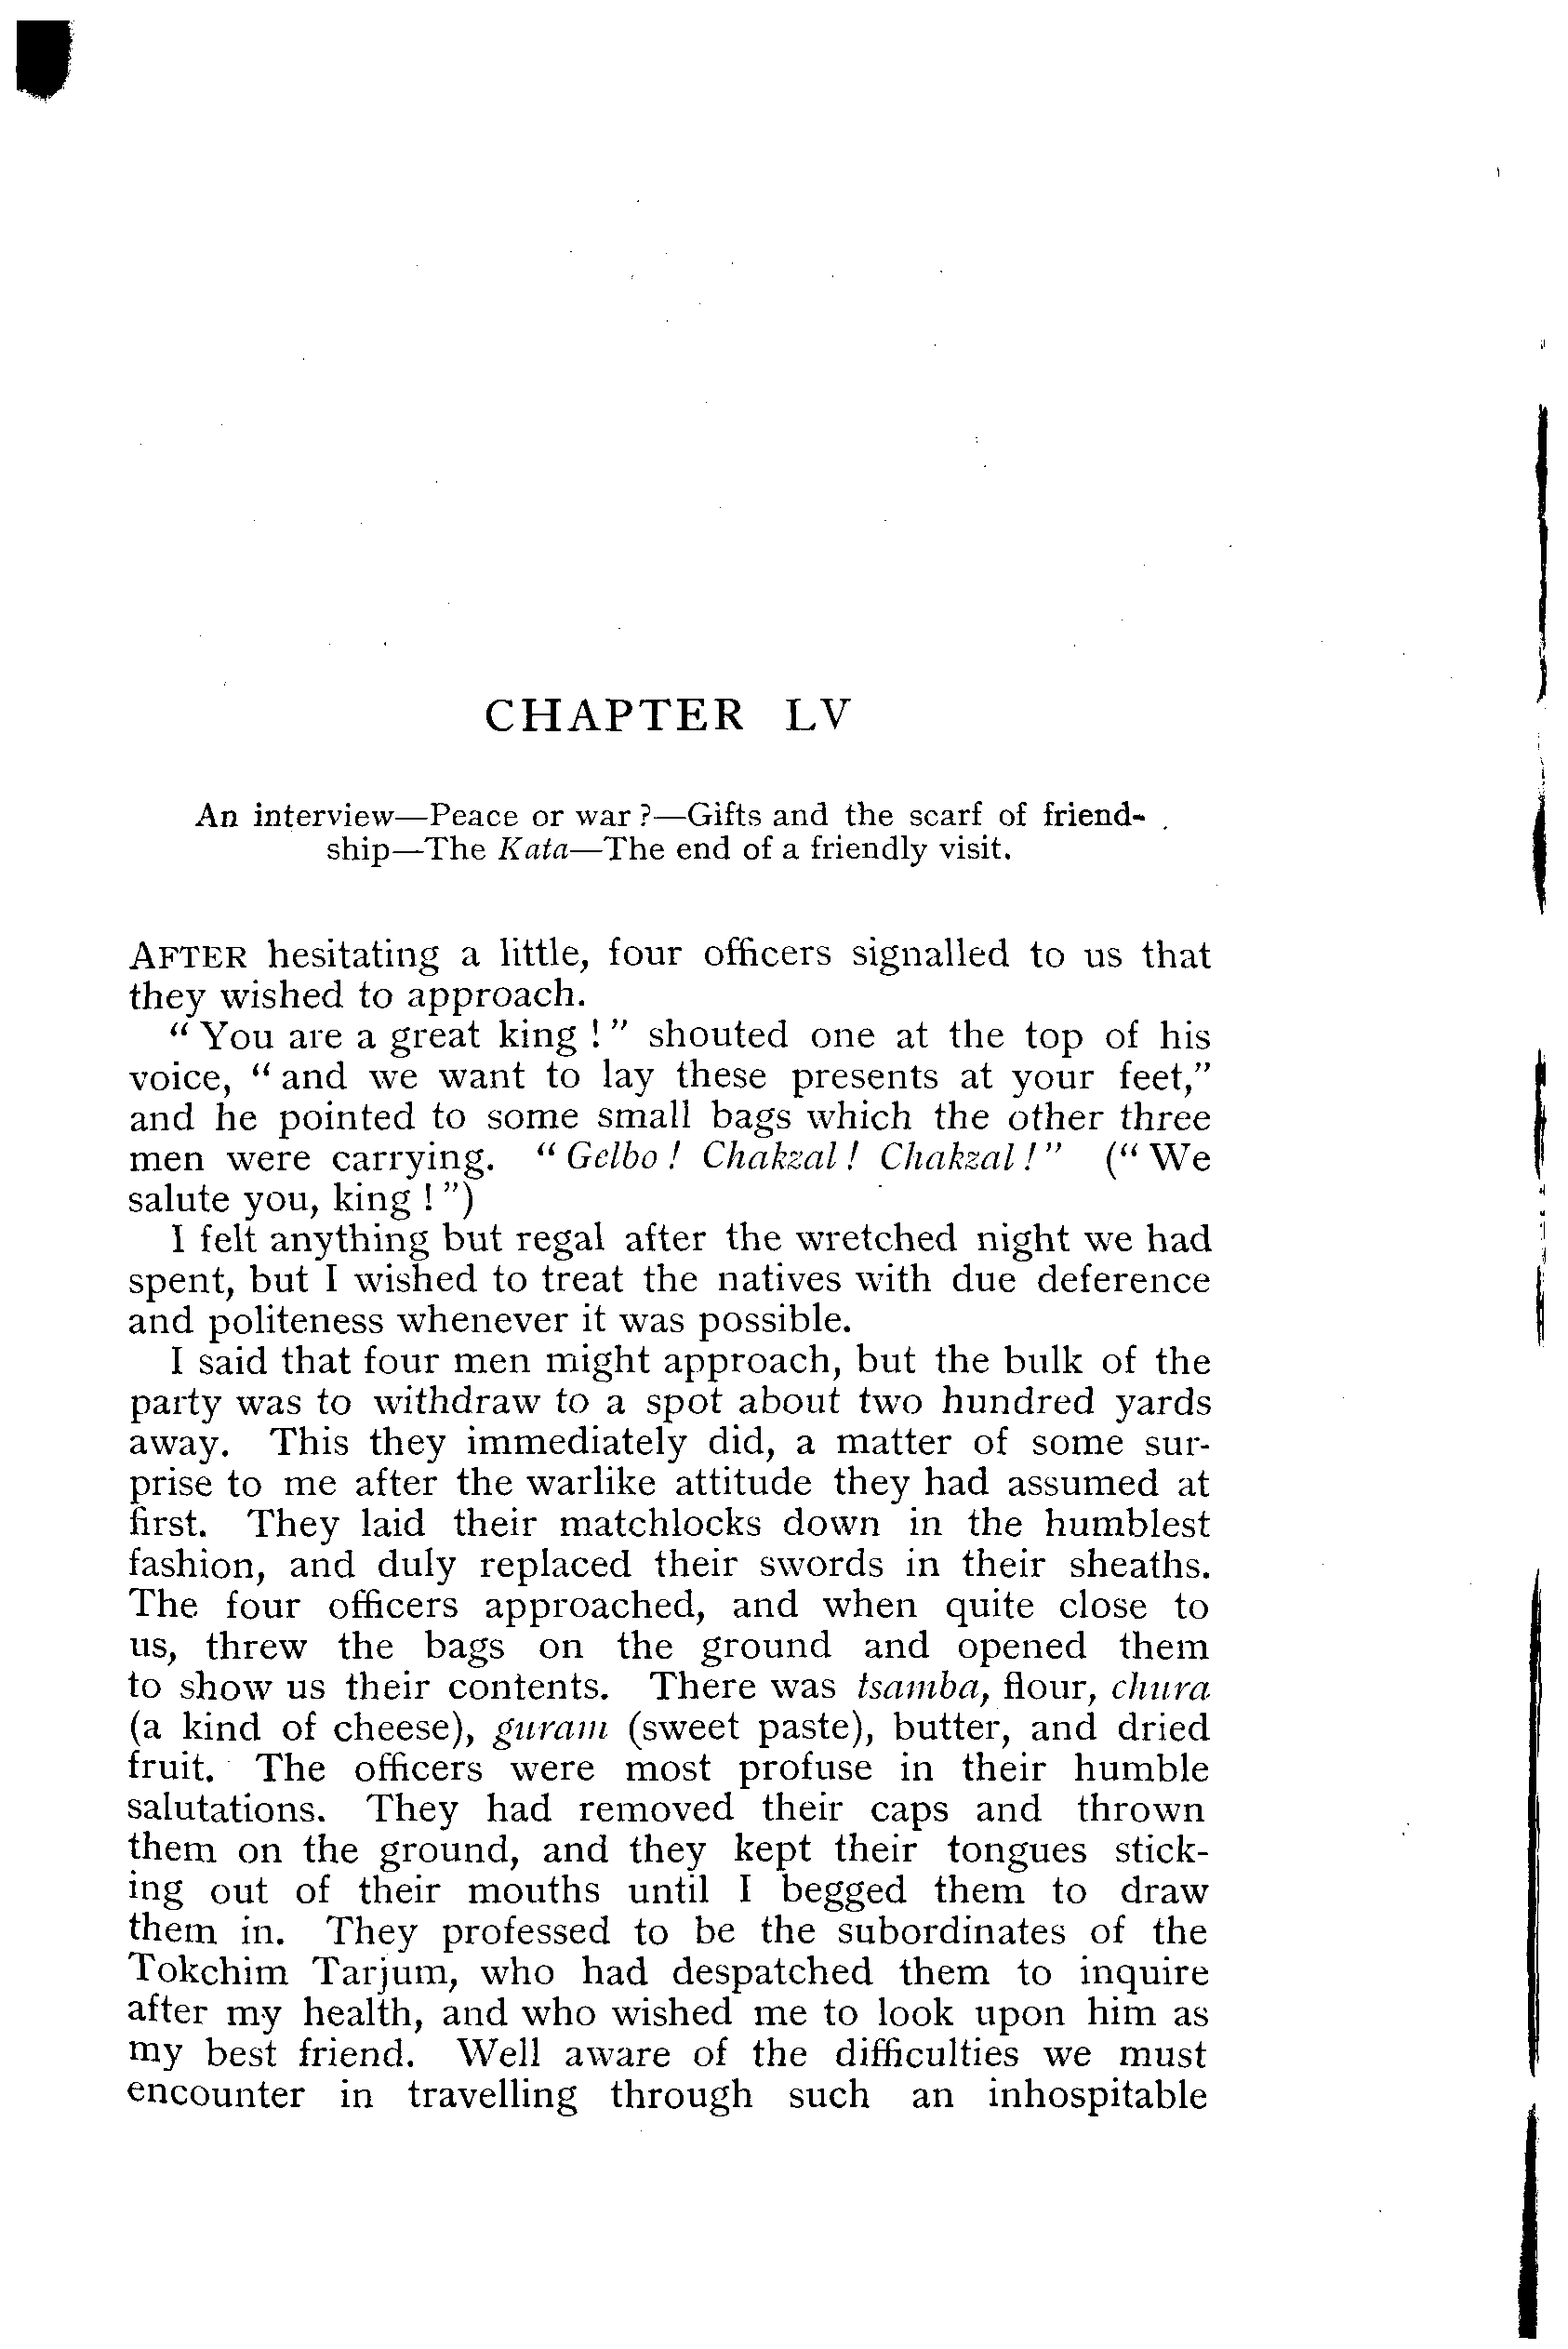 CHAPTER LV
An interview—Peace or war ?—Gifts and the scarf of friend-
ship—The Kata—The end of a friendly visit.
AFTER hesitating a little, four officers signalled to us that
they wished to approach.
“ You are a great king ! ” shouted one at the top of his
voice, “ and we want to lay these presents at your feet,”
and he pointed to some small bags which the other three
men were carrying. “ Gelbo ! Chakzal ! Chakzal ! ” (“ We
salute you, king ! ”)
I felt anything but regal after the wretched night we had
spent, but I wished to treat the natives with due deference
and politeness whenever it was possible.
I said that four men might approach, but the bulk of the
party was to withdraw to a spot about two hundred yards
away. This they immediately did, a matter of some sur-
prise to me after the warlike attitude they had assumed at
first. They laid their matchlocks down in the humblest
fashion, and duly replaced their swords in their sheaths.
The four officers approached, and when quite close to
us, threw the bags on the ground and opened them
to show us their contents. There was tsamba, flour, chura
(a kind of cheese), guram (sweet paste), butter, and dried
fruit. The officers were most profuse in their humble
salutations. They had removed their caps and thrown
them on the ground, and they kept their tongues stick-
ing out of their mouths until I begged them to draw
them in. They professed to be the subordinates of the
Tokchim Tarjum, who had despatched them to inquire
after my health, and who wished me to look upon him as
my best friend. Well aware of the difficulties we must
encounter in travelling through such an inhospitable